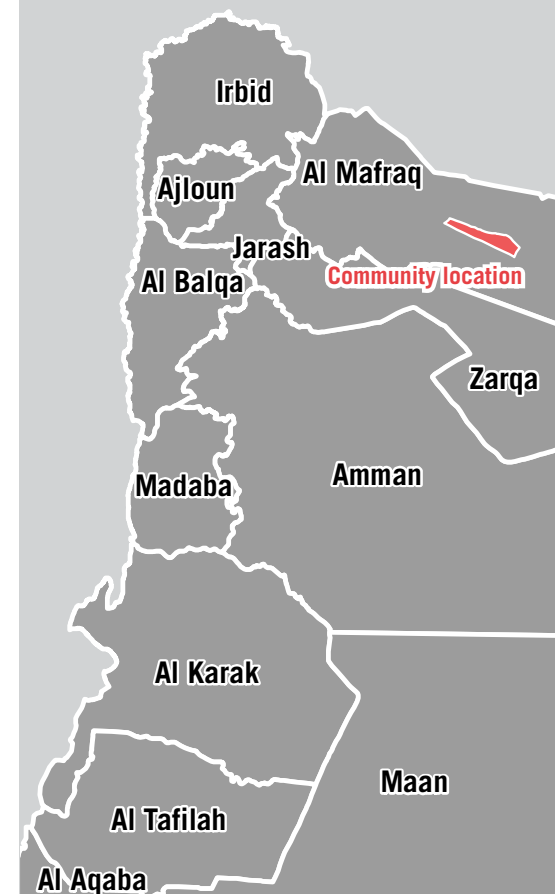 Irbid
Al Mafraq
Ajloun
Jarash
Al Balqa
Community location
Zarqa
Amman
Madaba
Al Karak
Maan
Al Tafilah
Al Aqaba